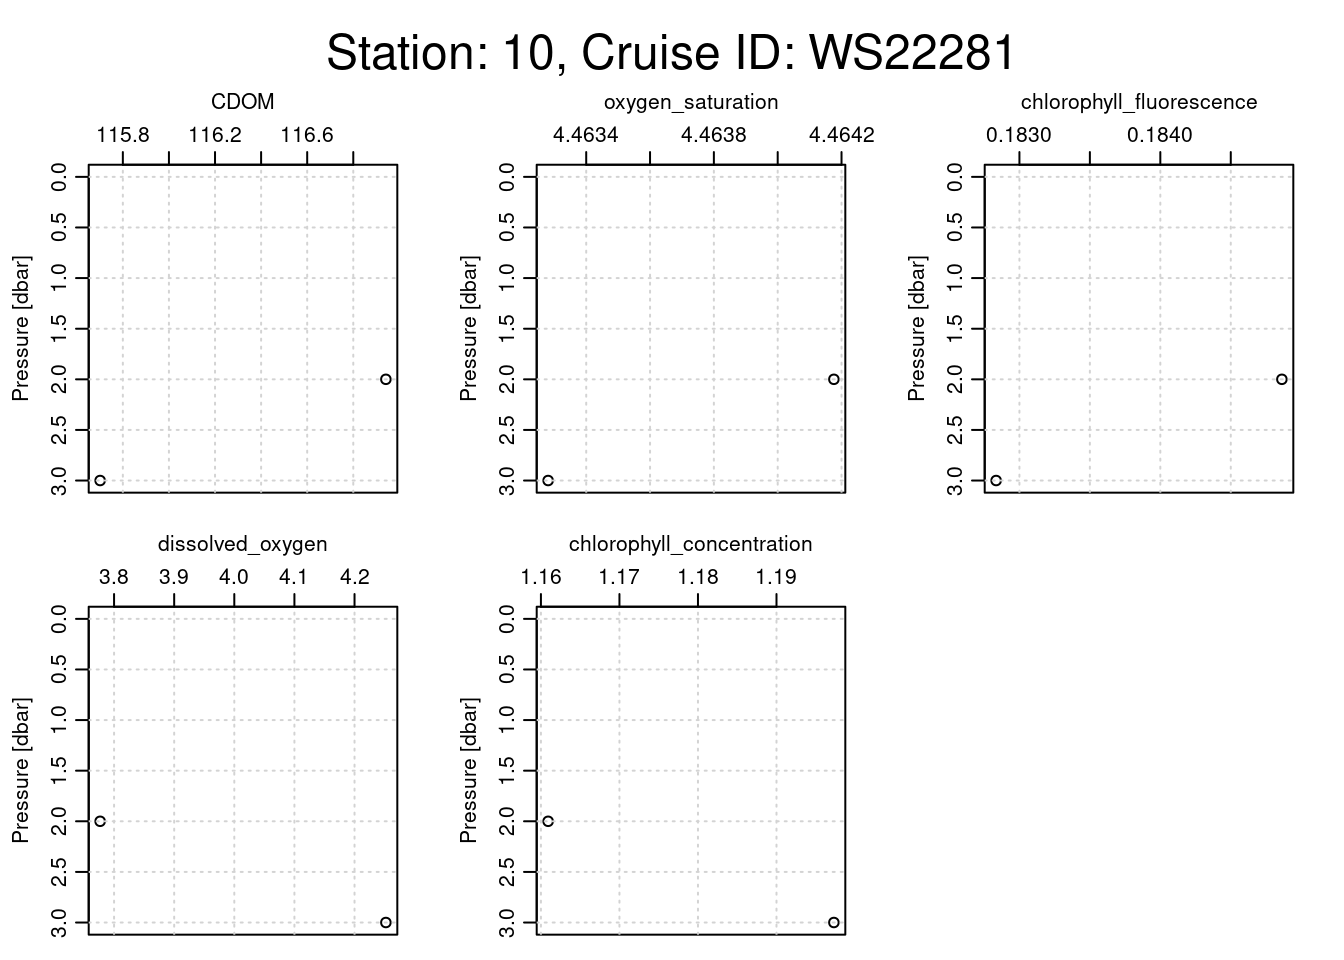 Station: 10, Cruise ID: WS22281
CDOM
115.8 116.2 116.6
0.0 0.5 1.0 1.5 2.0 2.5 3.0
Pressure [dbar]
oxygen_saturation
4.4634 4.4638 4.4642
0.0 0.5 1.0 1.5 2.0 2.5 3.0
Pressure [dbar]
chlorophyll_fluorescence
0.1830 0.1840
0.0 0.5 1.0 1.5 2.0 2.5 3.0
Pressure [dbar]
dissolved_oxygen
3.8 3.9 4.0 4.1 4.2
0.0 0.5 1.0 1.5 2.0 2.5 3.0
Pressure [dbar]
chlorophyll_concentration
1.16 1.17 1.18 1.19
0.0 0.5 1.0 1.5 2.0 2.5 3.0
Pressure [dbar]